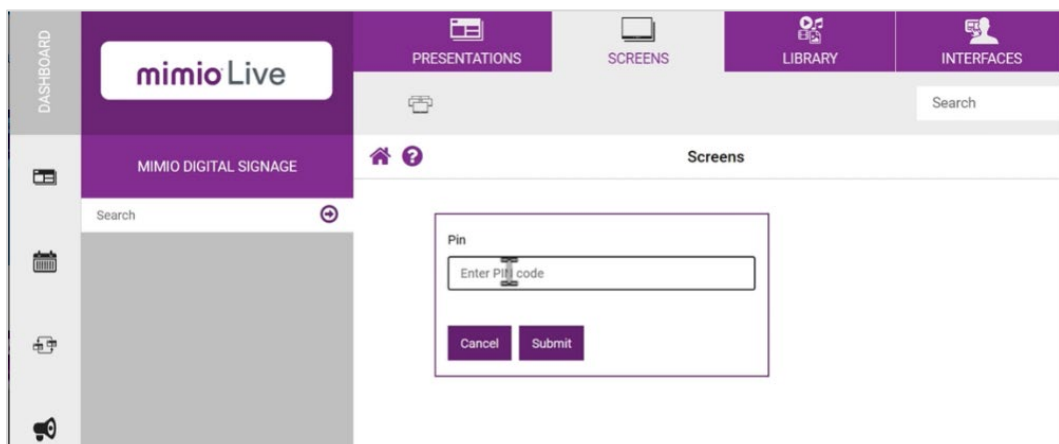 DASHBOARD
mimio Live
PRESENTATIONS
SCREENS
LIBRARY
INTERFACES
Search
MIMIO DIGITAL SIGNAGE
Screens
Search
Pin
Enter PIN code
Cancel Submit